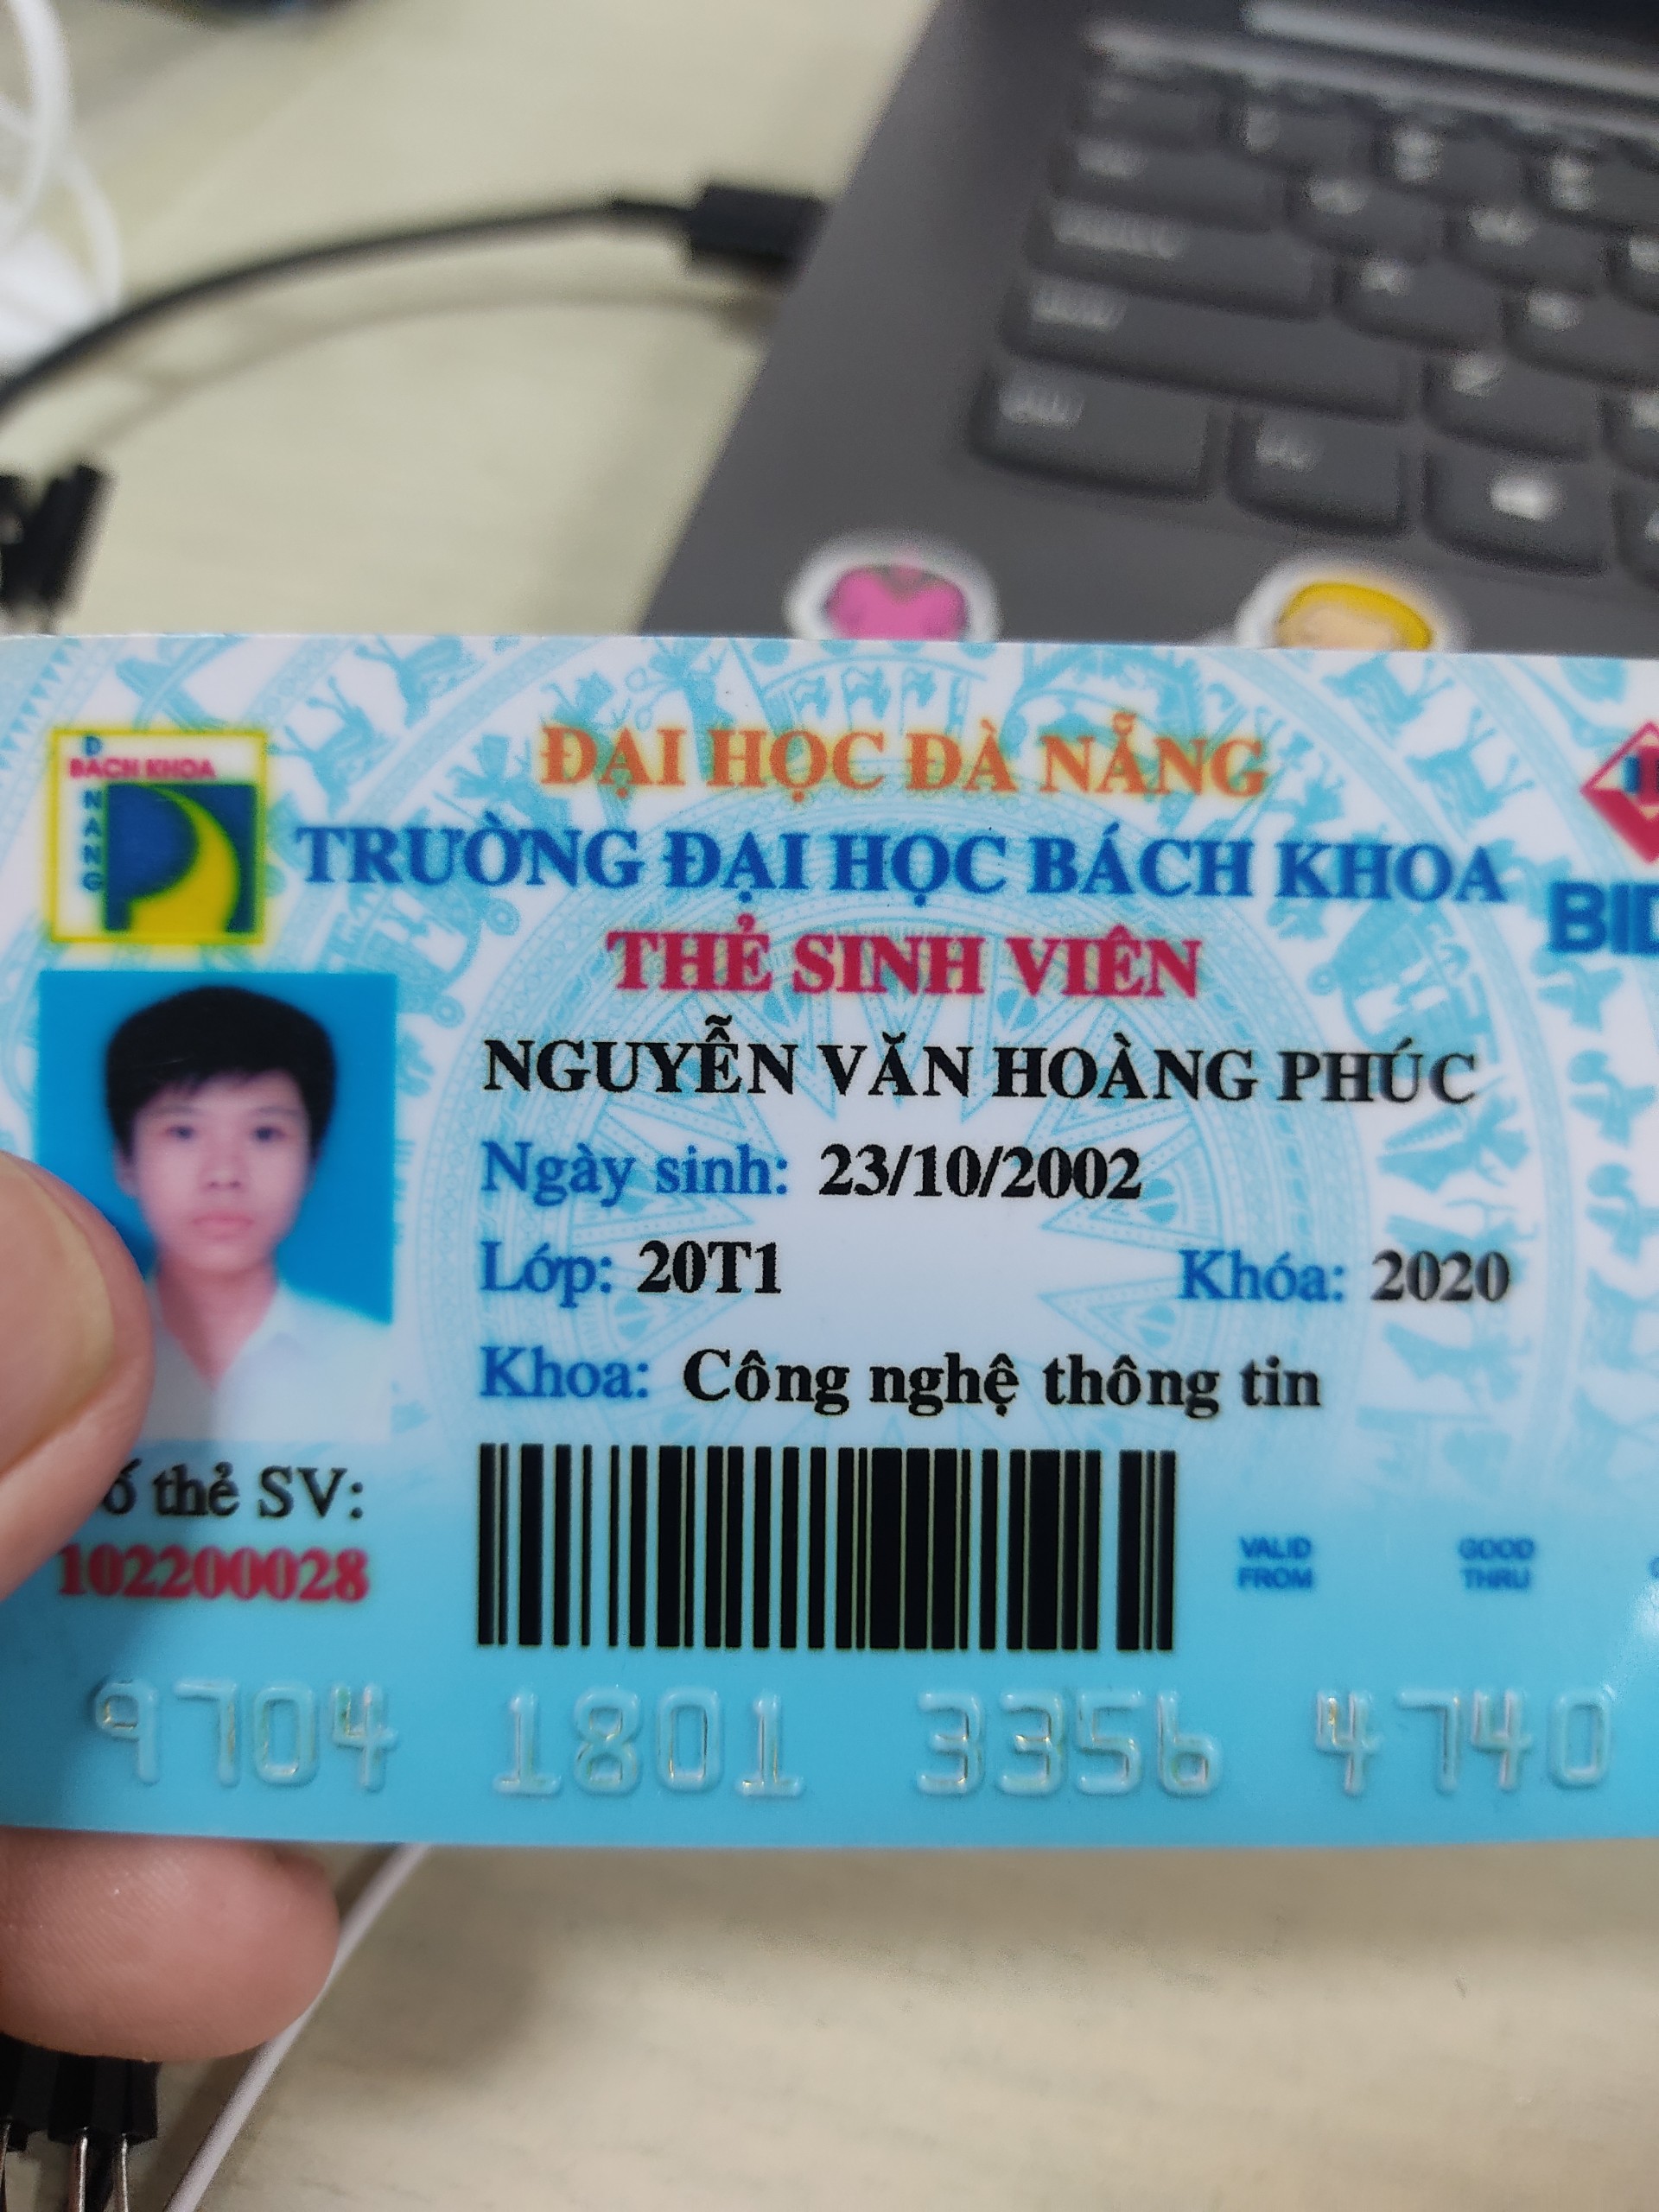 D
BACH KHOA
NANG
ĐẠI HỌC ĐÀ NẴNG
TRƯỜNG ĐẠI HỌC BÁCH KHOA
THẺ SINH VIÊN
NGUYỄN VĂN HOÀNG PHÚC
Ngày sinh: 23/10/2002
Lớp: 20T1 Khóa: 2020
Khoa: Công nghệ thông tin
thẻ SV:
102200028
VALID FROM GOOD THRU
9704 1801 3356 4740